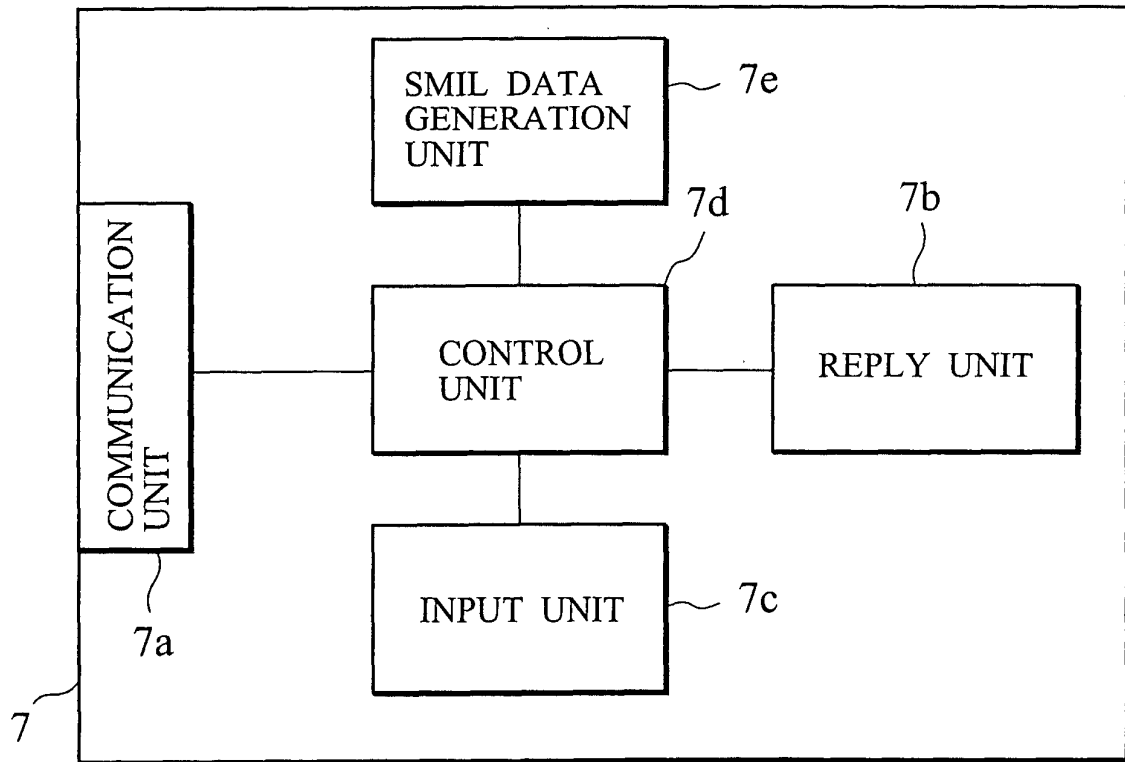 SMIL DATA
GENERATION
UNIT
7e
7d
7b
COMMUNICATION
UNIT
CONTROL
UNIT
REPLY UNIT
INPUT UNIT
7c
7a
7